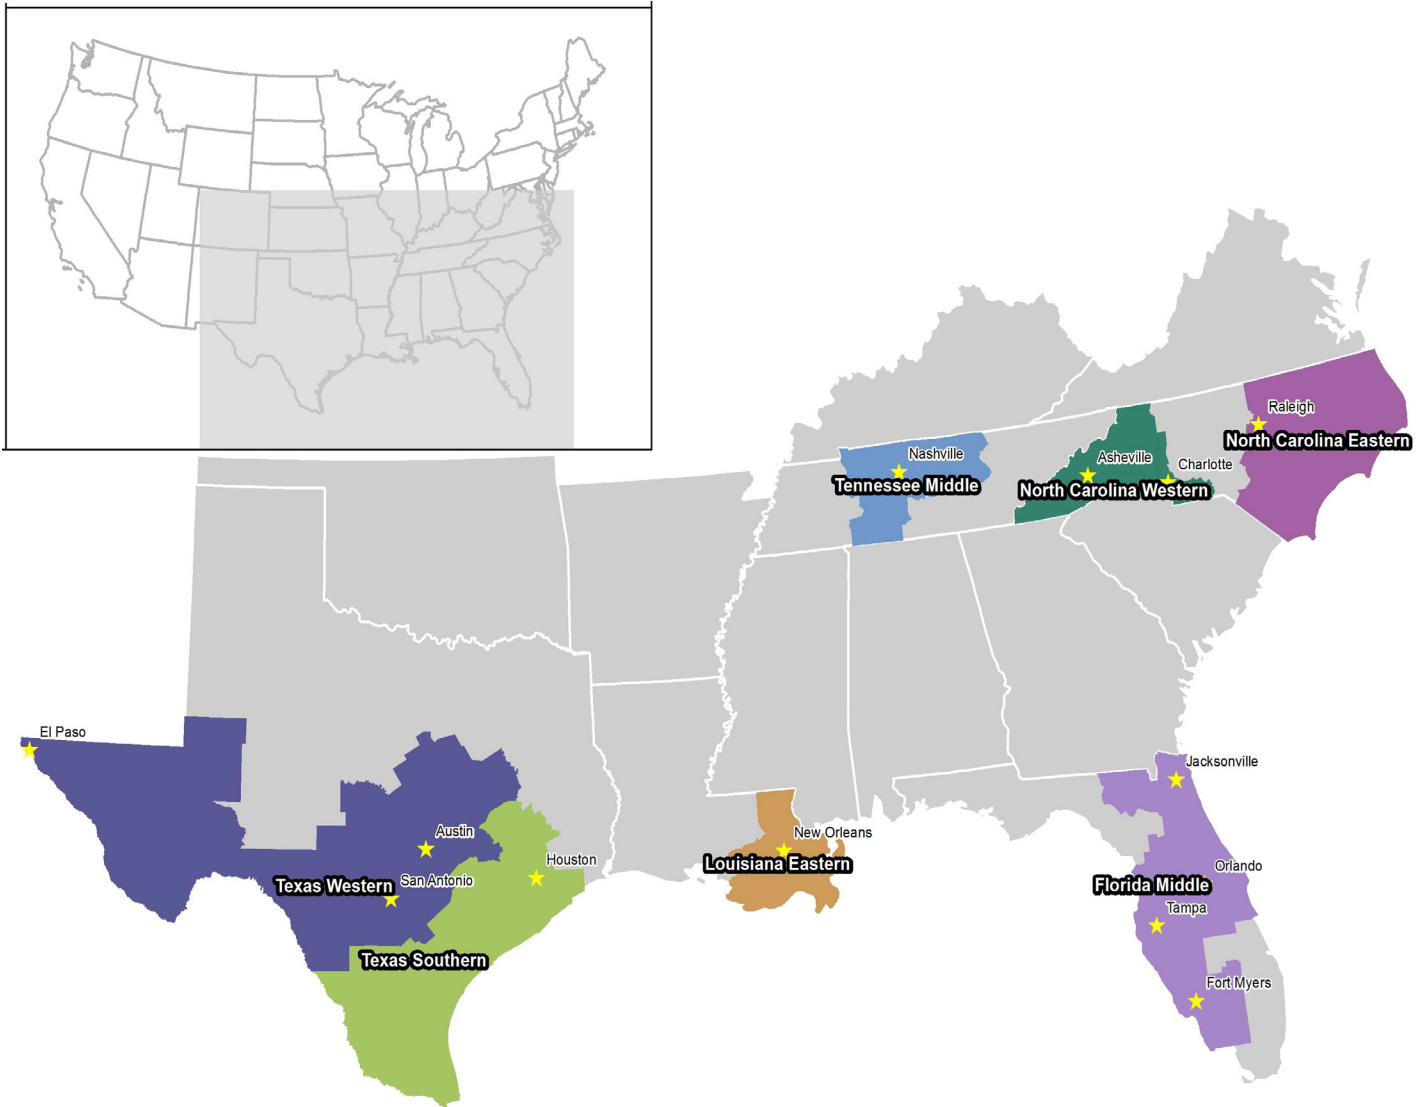 Raleigh
North Carolina Eastern
Nashville
Tennessee Middle
Asheville
Charlotte
North Carolina Western
El Paso
Jacksonville
Austin
New Orleans
Houston
Louisiana Eastern
Orlando
Texas Western
San Antonio
Florida Middle
Tampa
Texas Southern
Fort Myers